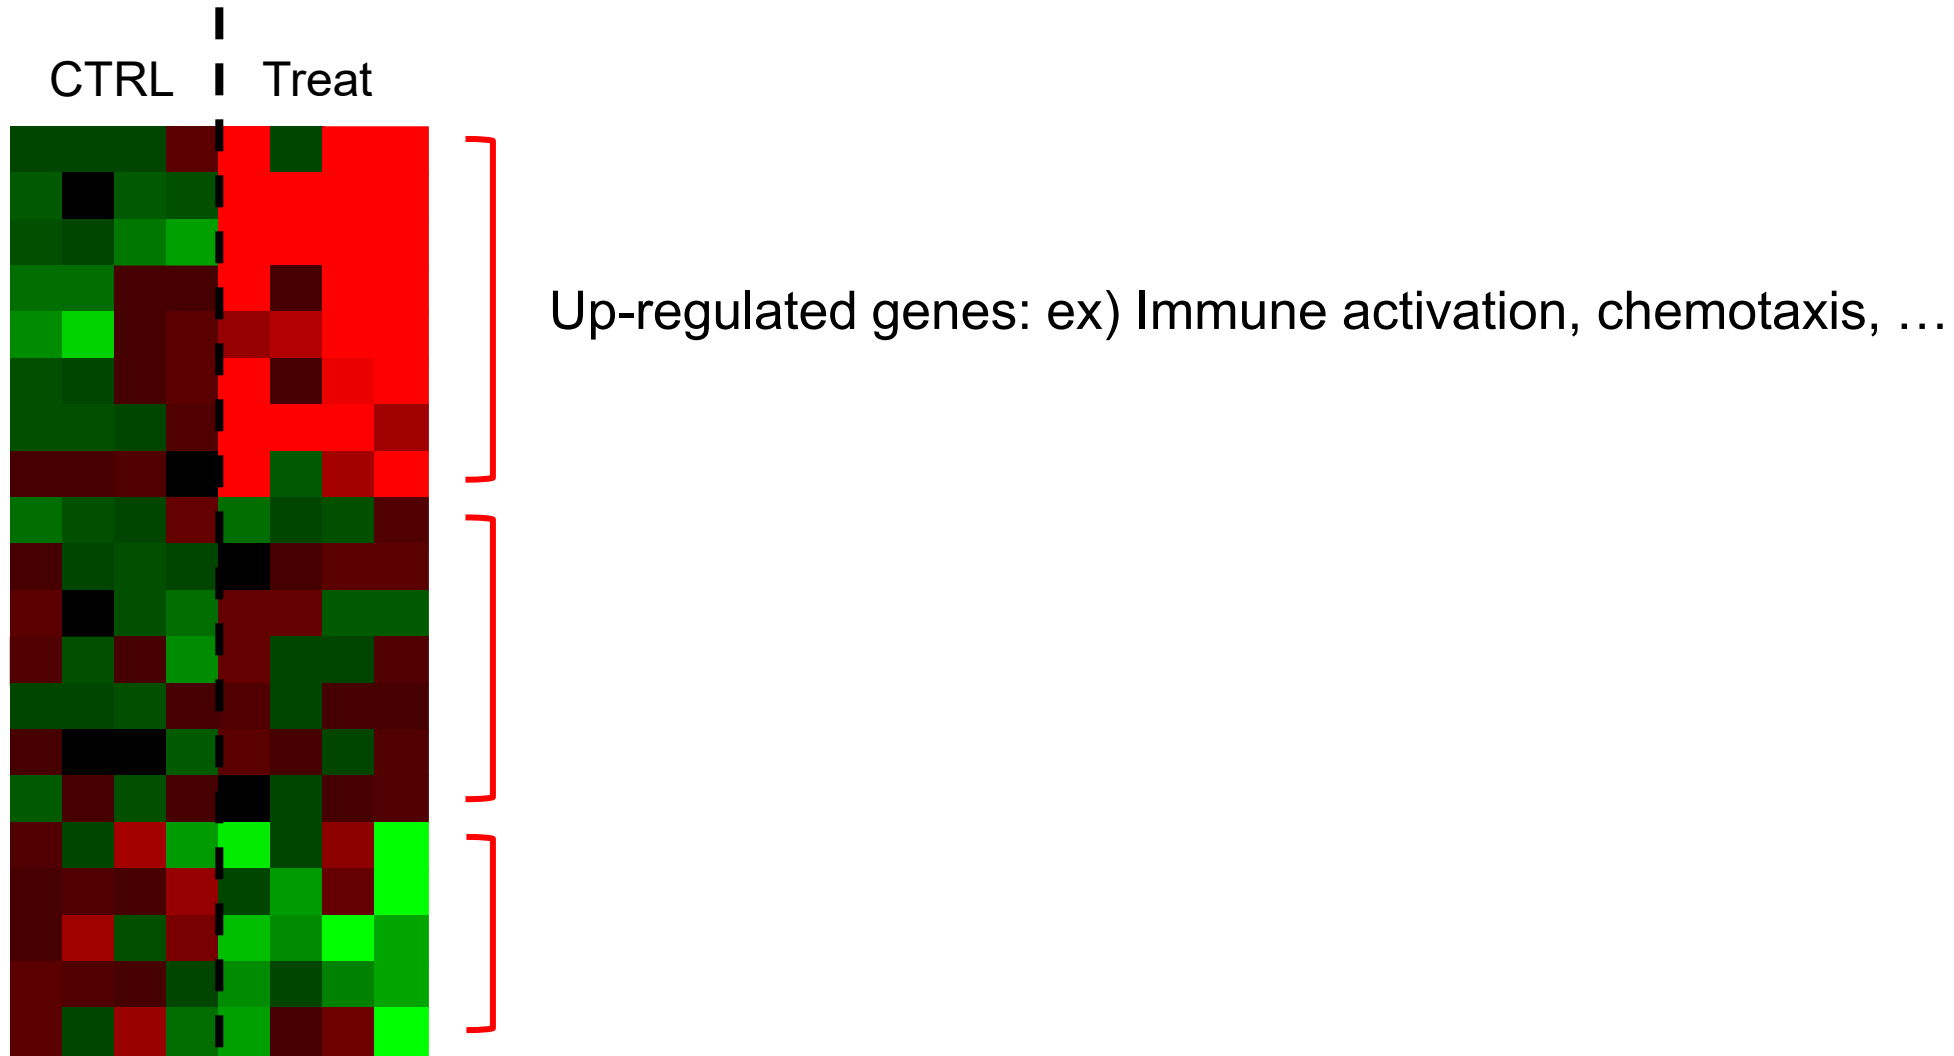 CTRL Treat
Up-regulated genes: ex) Immune activation, chemotaxis, …